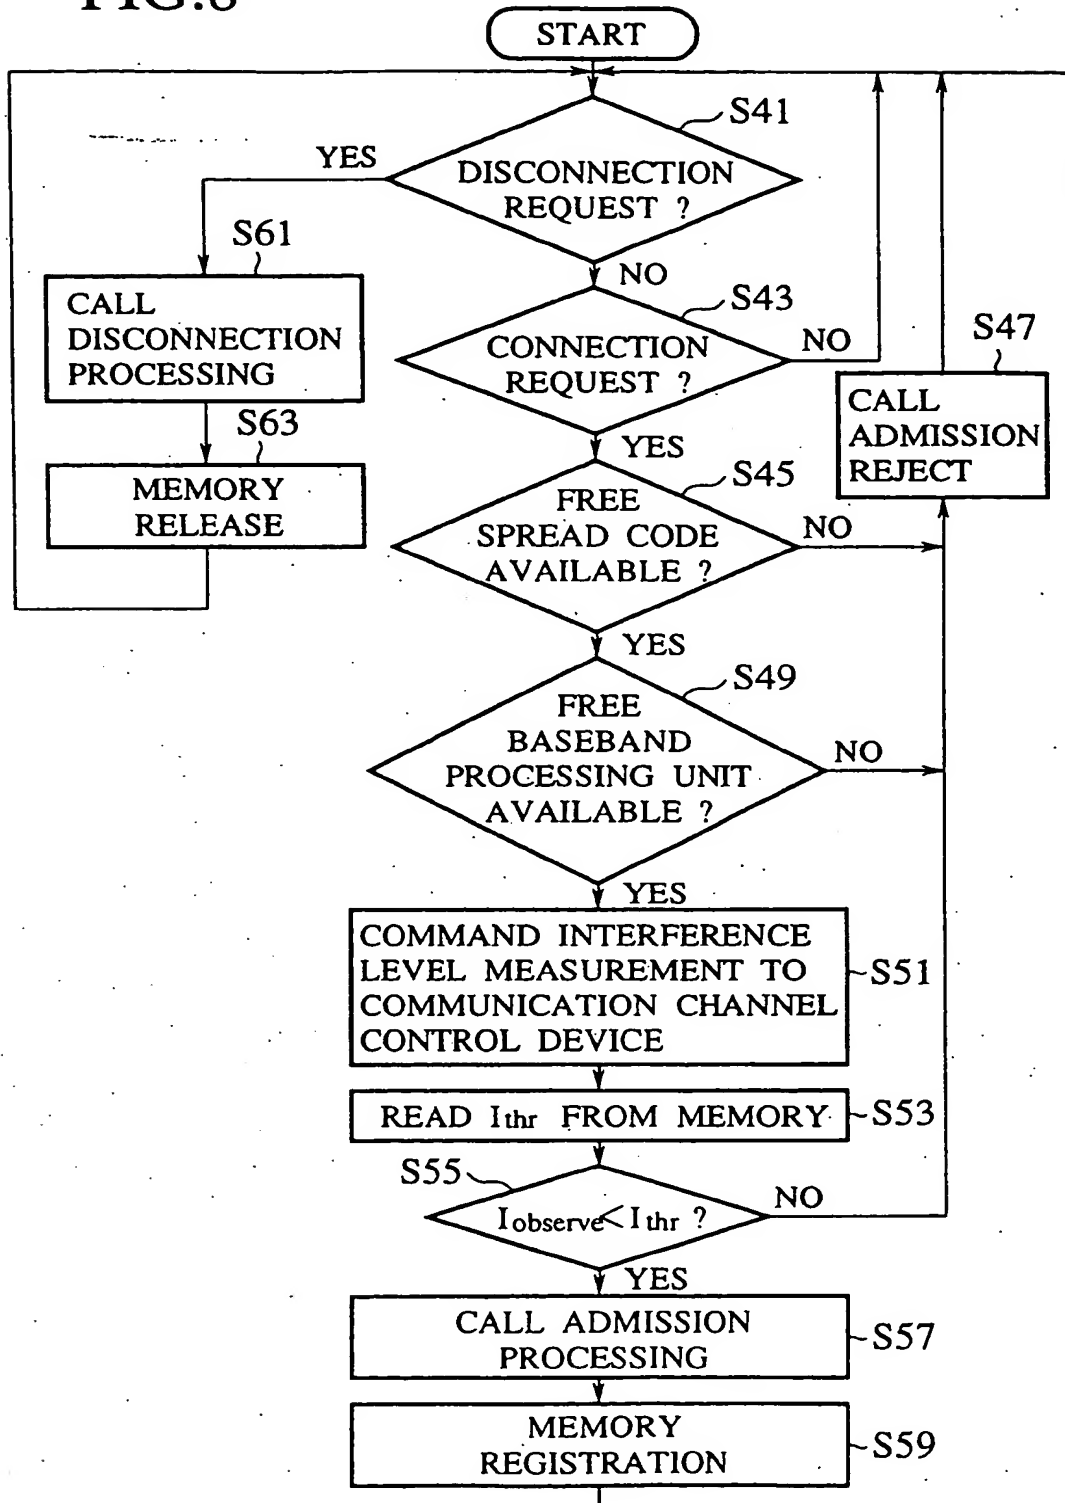 FIG.8
START
S41
YES
DISCONNECTION
REQUEST ?
S61
NO
CALL
DISCONNECTION
PROCESSING
S43
CONNECTION
REQUEST ?
NO
S47
CALL
ADMISSION
REJECT
S63
MEMORY
RELEASE
YES
S45
FREE
SPREAD CODE
AVAILABLE ?
NO
YES
S49
FREE
BASEBAND
PROCESSING UNIT
AVAILABLE ?
NO
YES
COMMAND INTERFERENCE
LEVEL MEASUREMENT TO
COMMUNICATION CHANNEL
CONTROL DEVICE
S51
READ Ithr FROM MEMORY
S53
S55
Iobserve<Ithr ?
NO
YES
CALL ADMISSION
PROCESSING
S57
MEMORY
REGISTRATION
S59